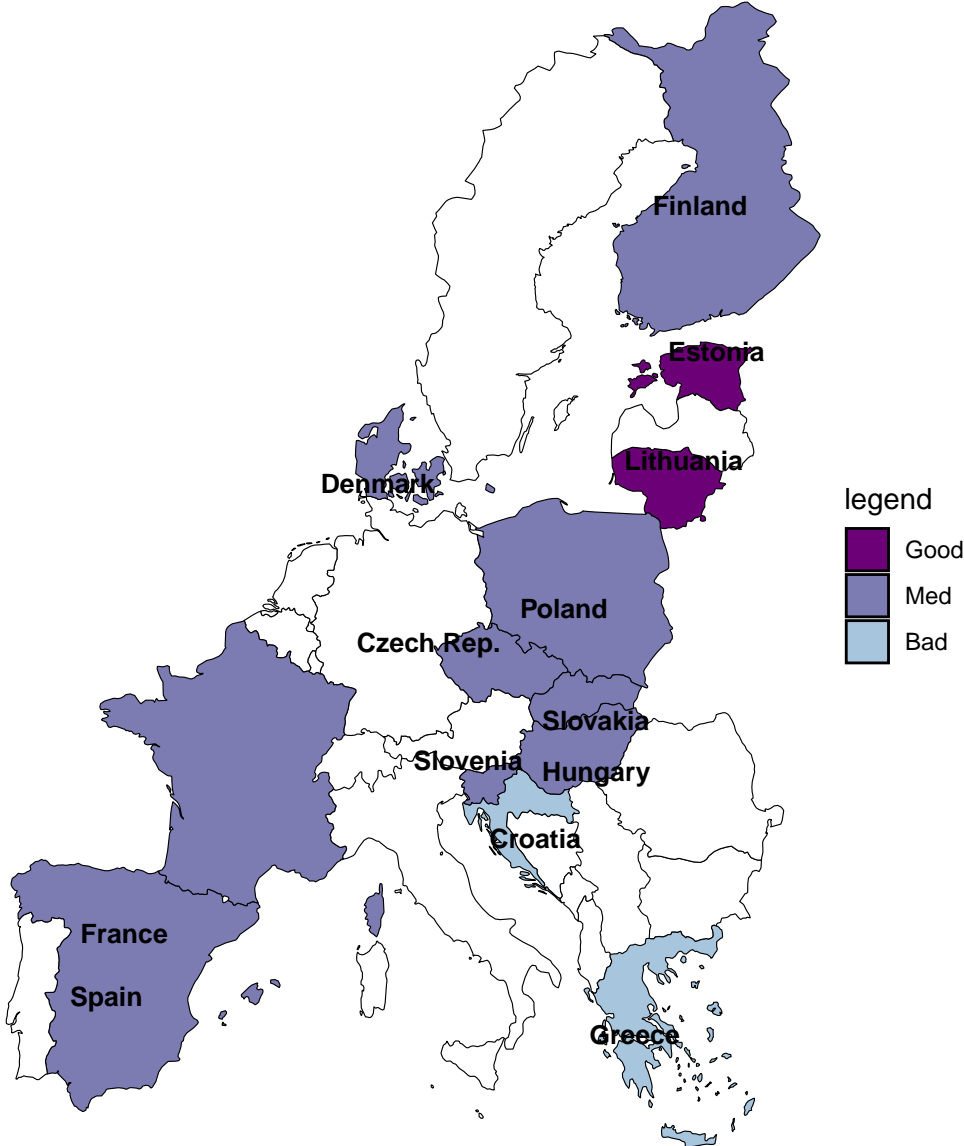 Finland
Estonia
Lithuania
Denmark
legend
Good
Med
Bad
Poland
Czech Rep.
Slovakia
Slovenia
Hungary
Croatia
France
Spain
Greece